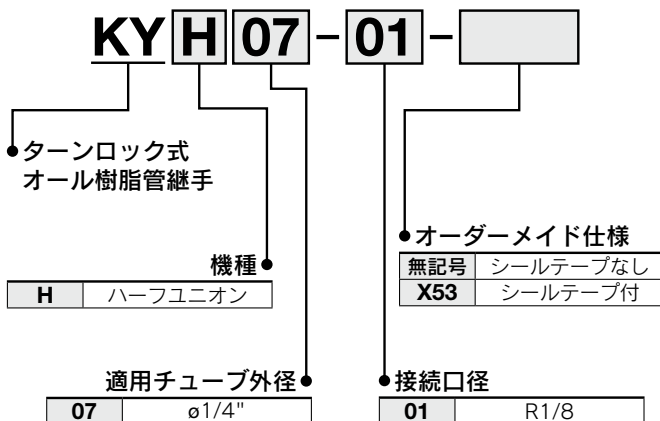 KYH07-01-
ターンロック式
オール樹脂管継手
オーダーメイド仕様
無記号 シールテープなし
X53 シールテープ付
機種
H ハーフユニオン
適用チューブ外径
07 ø1/4"
接続口径
01 R1/8